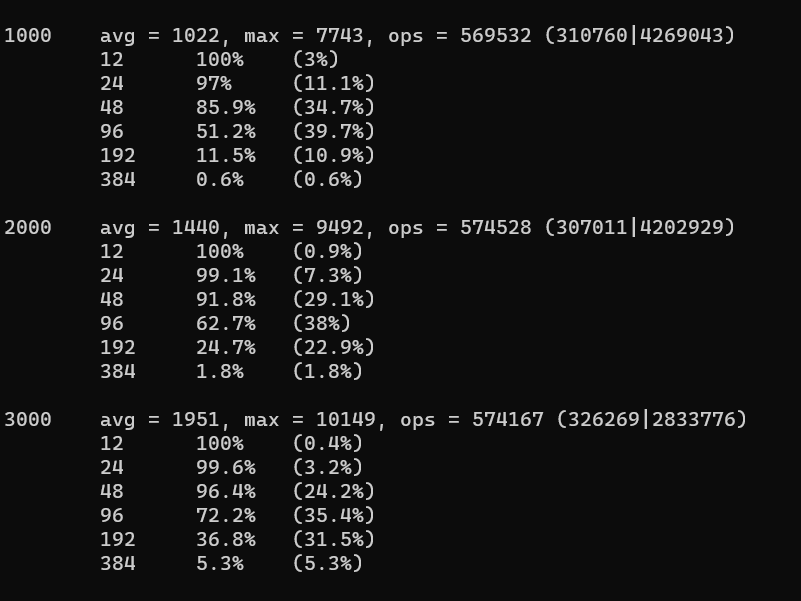 1000    avg = 1022, max = 7743, ops = 569532 (310760|4269043)
        12      100%    (3%)
        24      97%     (11.1%)
        48      85.9%   (34.7%)
        96      51.2%   (39.7%)
        192     11.5%   (10.9%)
        384     0.6%    (0.6%)

2000    avg = 1440, max = 9492, ops = 574528 (307011|4202929)
        12      100%    (0.9%)
        24      99.1%   (7.3%)
        48      91.8%   (29.1%)
        96      62.7%   (38%)
        192     24.7%   (22.9%)
        384     1.8%    (1.8%)

3000    avg = 1951, max = 10149, ops = 574167 (326269|2833776)
        12      100%    (0.4%)
        24      99.6%   (3.2%)
        48      96.4%   (24.2%)
        96      72.2%   (35.4%)
        192     36.8%   (31.5%)
        384     5.3%    (5.3%)